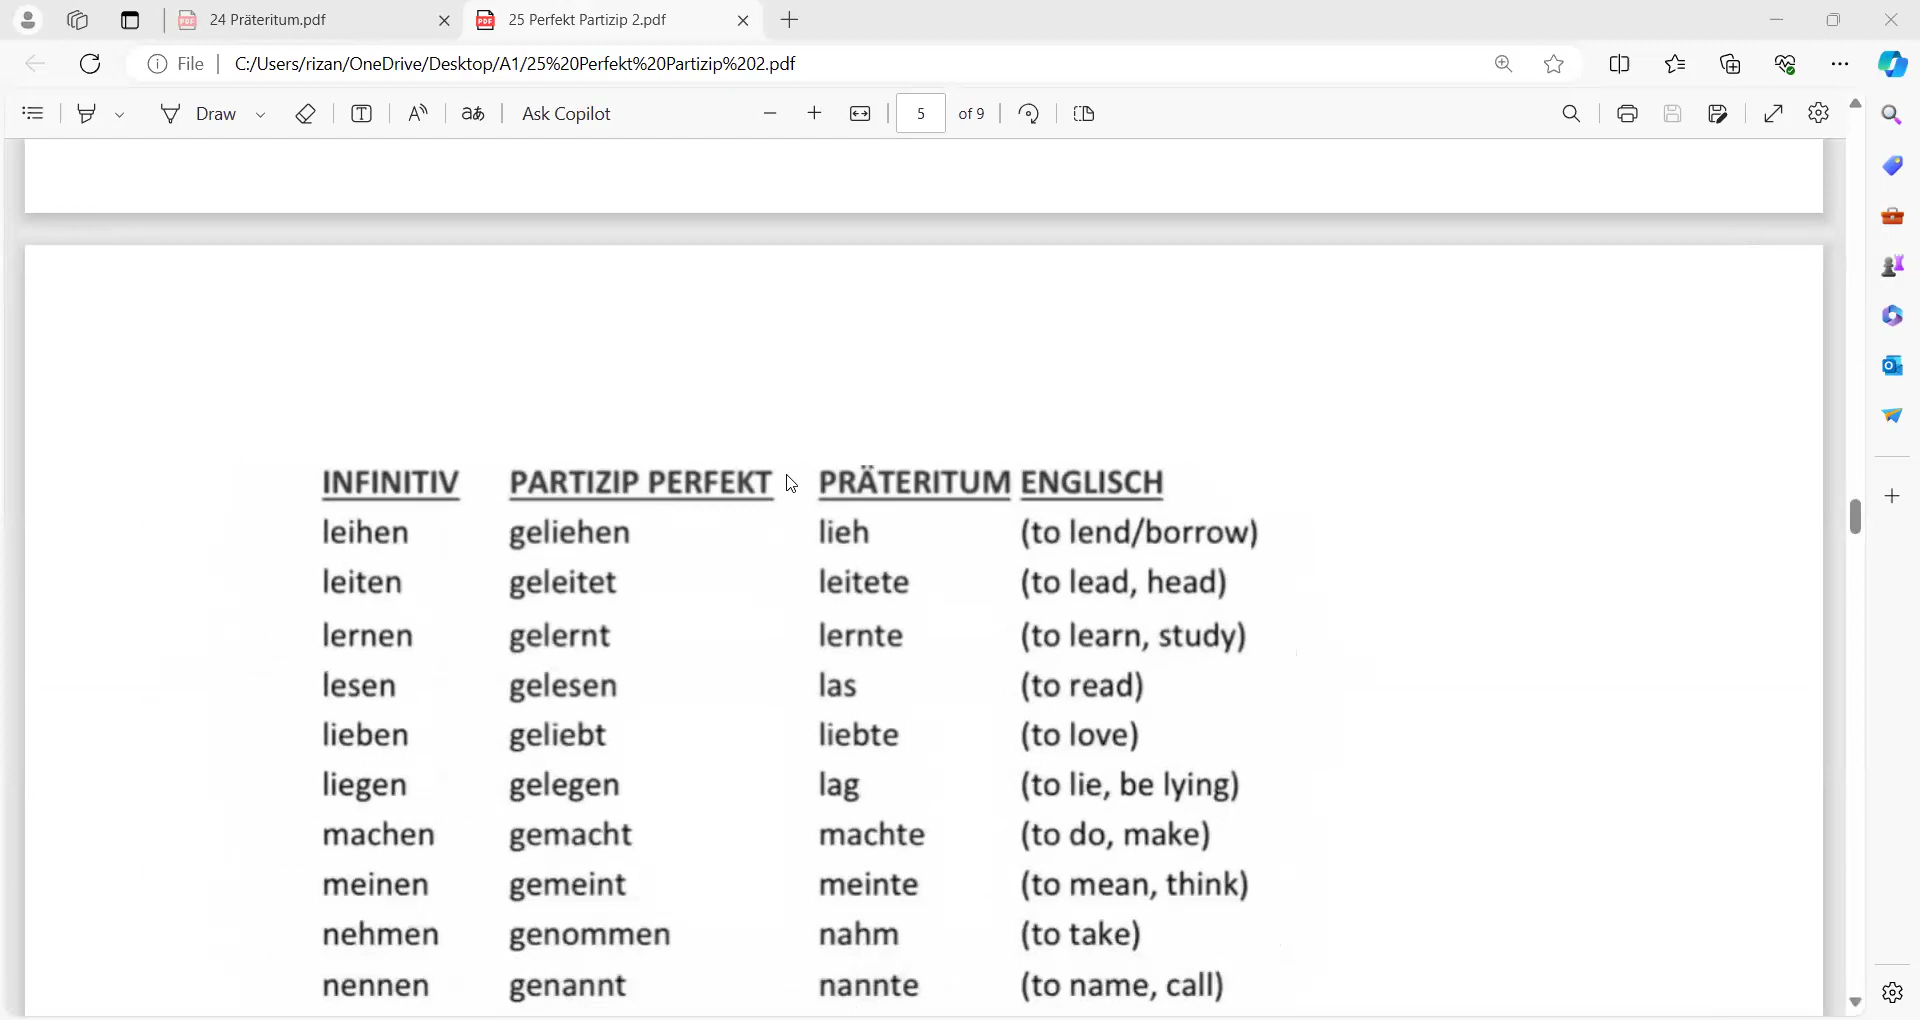 24 Präteritum.pdf
25 Perfekt Partizip 2.pdf
File C:/Users/rizan/OneDrive/Desktop/A1/25%20Perfekt%20Partizip%202.pdf
Draw
Ask Copilot
5 of 9
INFINITIV PARTIZIP PERFEKT PRÄTERITUM ENGLISCH
leihen geliehen lieh (to lend/borrow)
leiten geleitet leitete (to lead, head)
lernen gelernt lernte (to learn, study)
lesen gelesen las (to read)
lieben geliebt liebte (to love)
liegen gelegen lag (to lie, be lying)
machen gemacht machte (to do, make)
meinen gemeint meinte (to mean, think)
nehmen genommen nahm (to take)
nennen genannt nannte (to name, call)